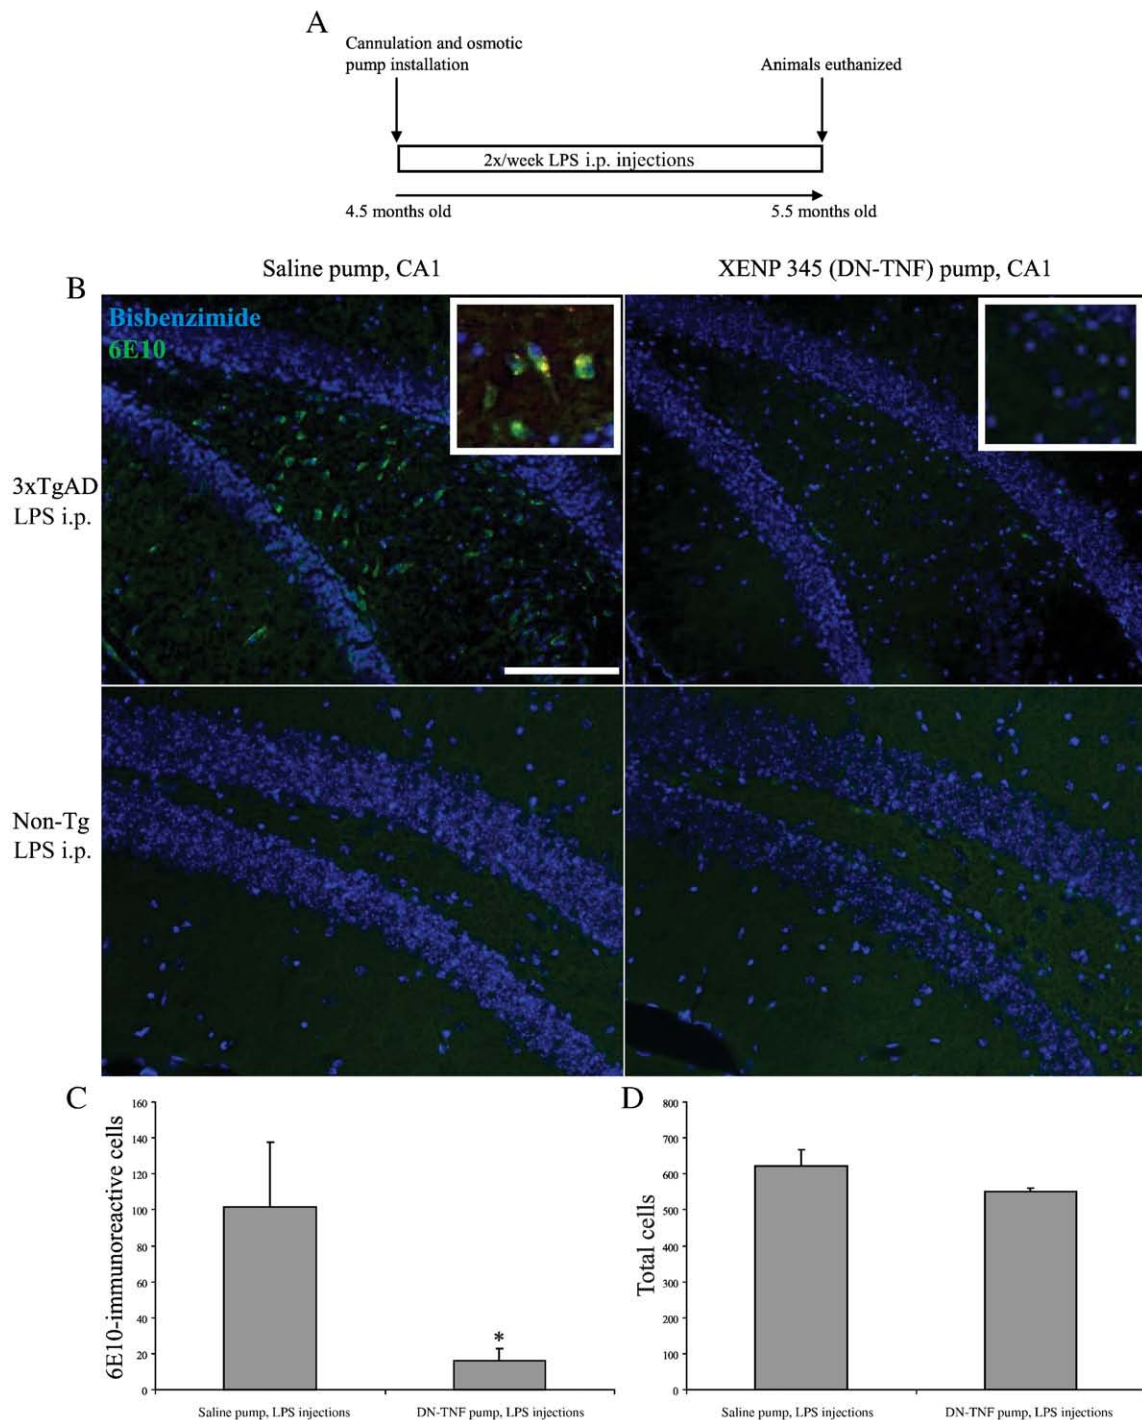 A
Cannulation and osmotic
pump installation
Animals euthanized
2x/week LPS i.p. injections
4.5 months old
5.5 months old
B
Saline pump, CA1
XENP 345 (DN-TNF) pump, CA1
Bisbenzimide
6E10
3xTgAD
LPS i.p.
Non-Tg
LPS i.p.
C
6E10-immunoreactive cells
160
140
120
100
80
60
40
20
0
*
Saline pump, LPS injections
DN-TNF pump, LPS injections
D
Total cells
800
700
600
500
400
300
200
100
0
Saline pump, LPS injections
DN-TNF pump, LPS injections